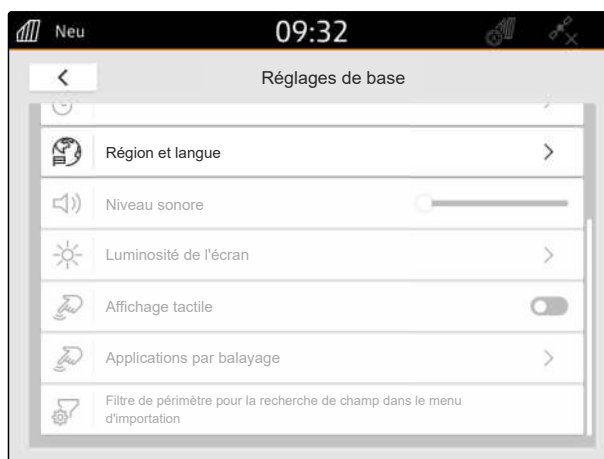 Neu
09:32
Réglages de base
Région et langue
Niveau sonore
Luminosité de l'écran
Affichage tactile
Applications par balayage
Filtre de périmètre pour la recherche de champ dans le menu
d'importation